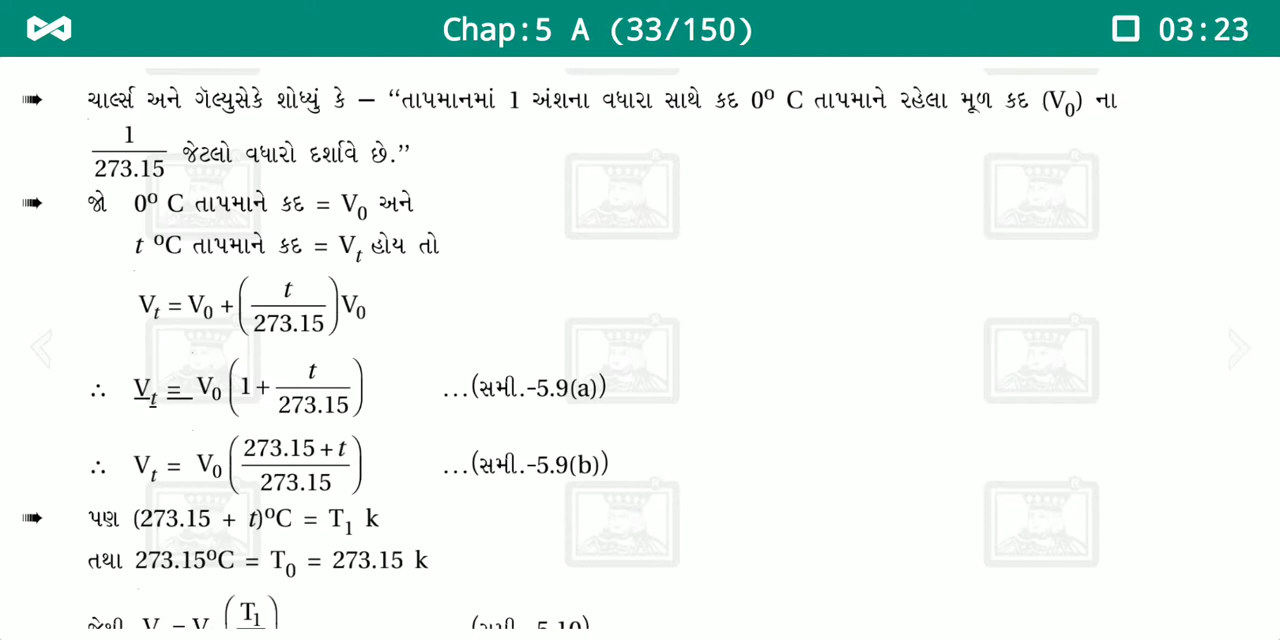 Chap:5 A (33/150)
03:23
ચાર્લ્સ અને ગૅલ્યુસેકે શોધ્યું કે – “તાપમાનમાં 1 અંશના વધારા સાથે કદ 0° C તાપમાને રહેલા મૂળ કદ (V₀) ના
1/273.15 જેટલો વધારો દર્શાવે છે.”
જો 0° C તાપમાને કદ = V₀ અને
t °C તાપમાને કદ = Vₜ હોય તો
Vₜ = V₀ + (t/273.15) V₀
∴ Vₜ = V₀ (1 + t/273.15) ...(સમી.-5.9(a))
∴ Vₜ = V₀ ((273.15 + t)/273.15) ...(સમી.-5.9(b))
પણ (273.15 + t)°C = T₁ k
તથા 273.15°C = T₀ = 273.15 k